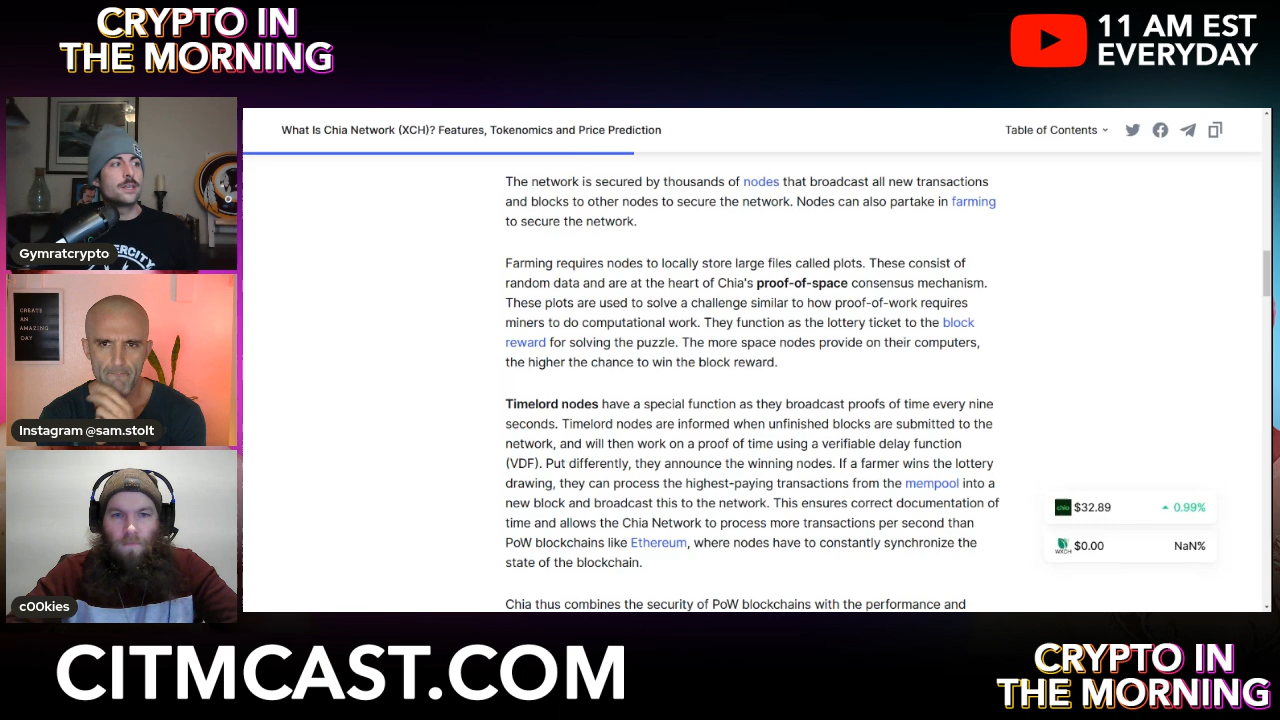 CRYPTO IN
THE MORNING
11 AM EST
EVERYDAY
Gymratcrypto
CREATE
AN
AMAZING
DAY
Instagram @sam.stolt
c00kies
What Is Chia Network (XCH)? Features, Tokenomics and Price Prediction
Table of Contents
The network is secured by thousands of nodes that broadcast all new transactions
and blocks to other nodes to secure the network. Nodes can also partake in farming
to secure the network.
Farming requires nodes to locally store large files called plots. These consist of
random data and are at the heart of Chia's proof-of-space consensus mechanism.
These plots are used to solve a challenge similar to how proof-of-work requires
miners to do computational work. They function as the lottery ticket to the block
reward for solving the puzzle. The more space nodes provide on their computers,
the higher the chance to win the block reward.
Timelord nodes have a special function as they broadcast proofs of time every nine
seconds. Timelord nodes are informed when unfinished blocks are submitted to the
network, and will then work on a proof of time using a verifiable delay function
(VDF). Put differently, they announce the winning nodes. If a farmer wins the lottery
drawing, they can process the highest-paying transactions from the mempool into a
new block and broadcast this to the network. This ensures correct documentation of
time and allows the Chia Network to process more transactions per second than
PoW blockchains like Ethereum, where nodes have to constantly synchronize the
state of the blockchain.
Chia thus combines the security of PoW blockchains with the performance and
chia $32.89 0.99%
WXCH $0.00 NaN%
CITMCAST.COM
CRYPTO IN
THE MORNING